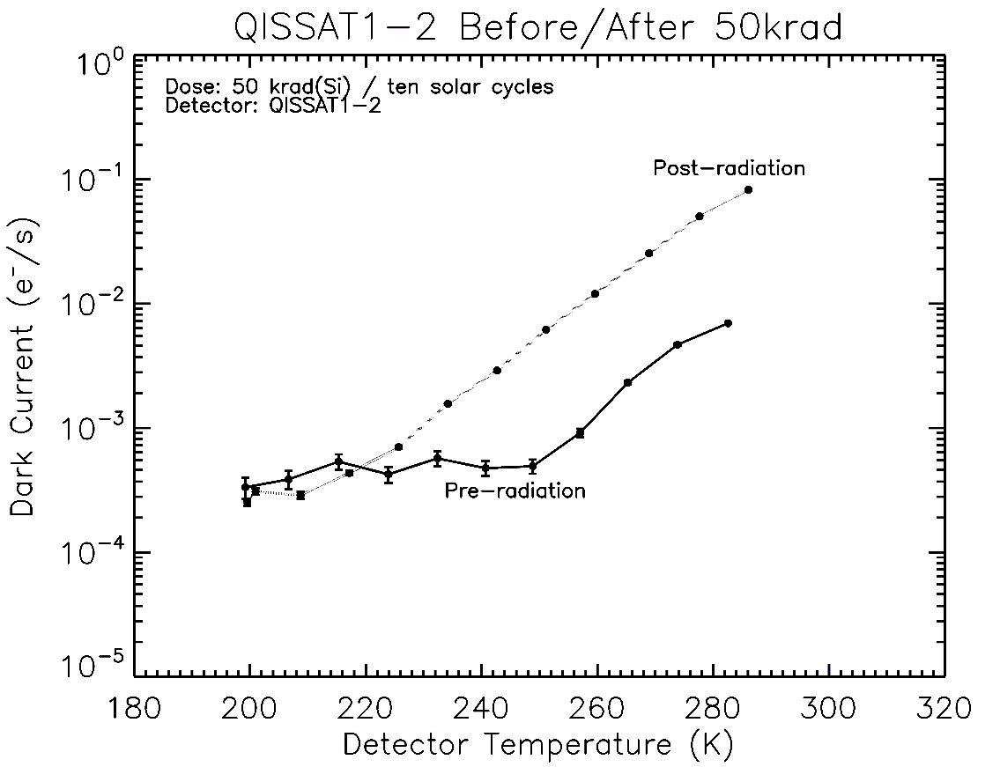 QISSAT1-2 Before/After 50krad
Dose: 50 krad(Si) / ten solar cycles
Detector: QISSAT1-2
10⁰
10⁻¹
10⁻²
10⁻³
10⁻⁴
10⁻⁵
Dark Current (e⁻/s)
Post-radiation
Pre-radiation
180 200 220 240 260 280 300 320
Detector Temperature (K)